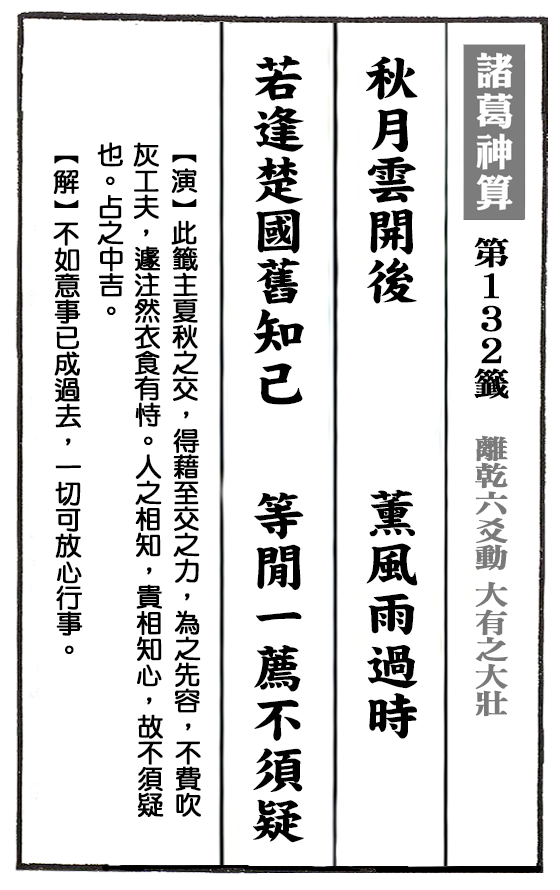 諸葛神算 第132籤 離乾六爻動 大有之大壯
秋月雲開後 薰風雨過時
若逢楚國舊知己 等閒一薦不須疑
【演】此籤主夏秋之交，得藉至交之力，為之先容，不費吹
灰工夫，遽注然衣食有恃。人之相知，貴相知心，故不須疑
也。占之中吉。
【解】不如意事已成過去，一切可放心行事。